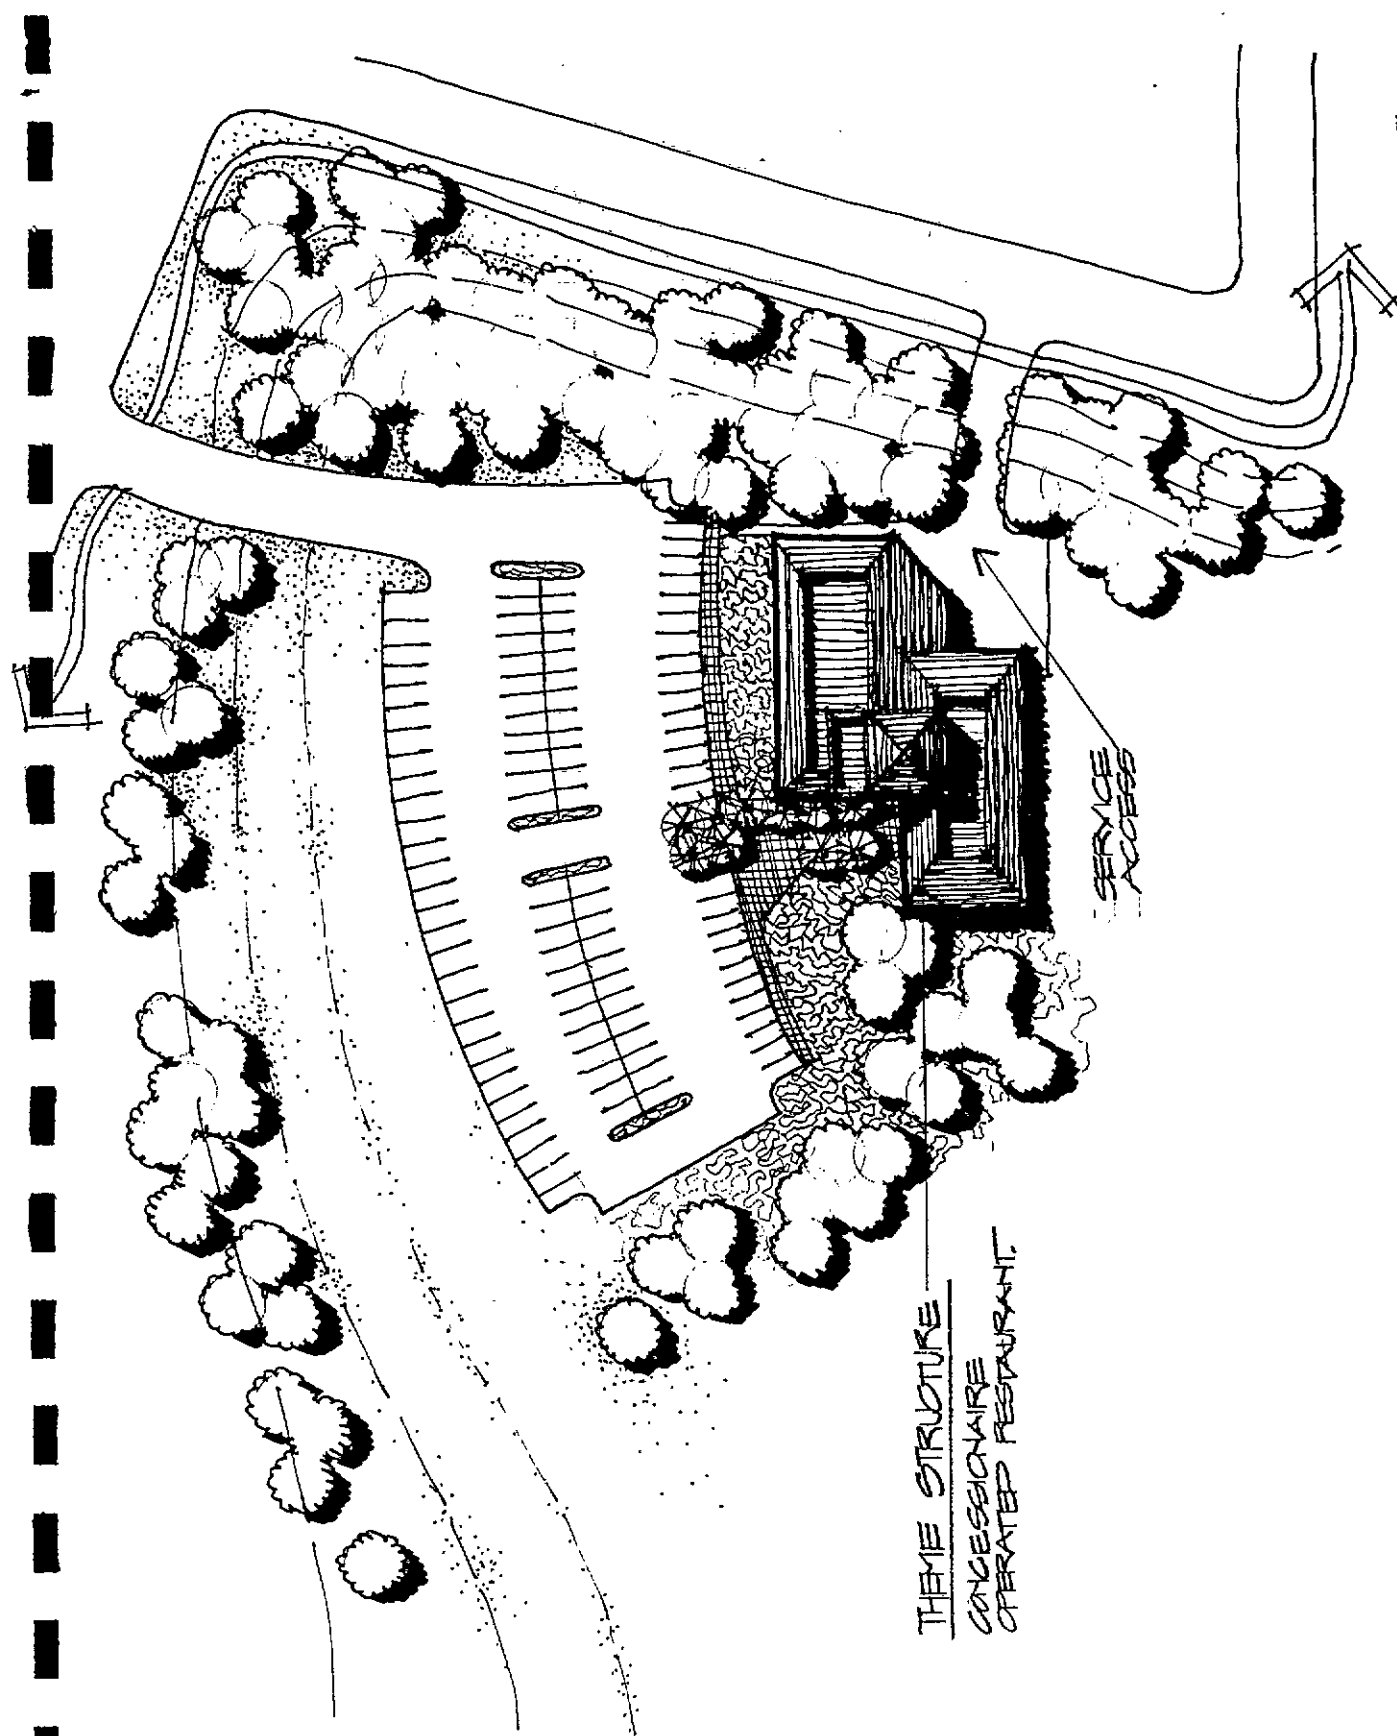 SERVICE
ACCESS
THEME STRUCTURE
CONCESSIONAIRE
OPERATED RESTAURANT.